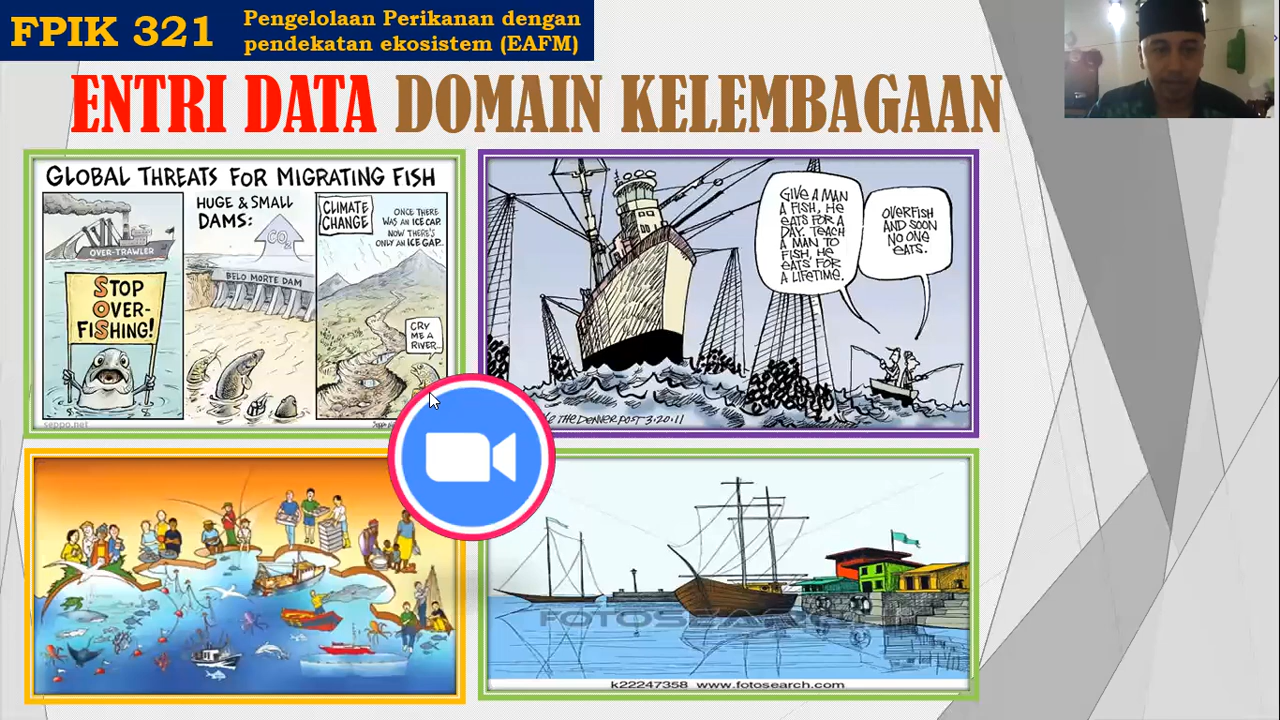 FPIK 321
Pengelolaan Perikanan dengan
pendekatan ekosistem (EAFM)
ENTRI DATA DOMAIN KELEMBAGAAN
GLOBAL THREATS FOR MIGRATING FISH
OVER-TRAWLER
STOP
OVER-
FISHING!
seppo.net
HUGE & SMALL
DAMS:
CO2
BELO MORTE DAM
CLIMATE
CHANGE
ONCE THERE
WAS AN ICE CAP.
NOW THERE'S
ONLY AN ICE GAP...
CRY
ME A
RIVER...
GIVE A MAN
A FISH, HE
EATS FOR A
DAY. TEACH
A MAN TO
FISH, HE
EATS FOR
A LIFETIME.
OVERFISH
AND SOON
NO ONE
EATS.
THE DENVER POST 3·20·11
FOTOSEARCH
k22247358 www.fotosearch.com